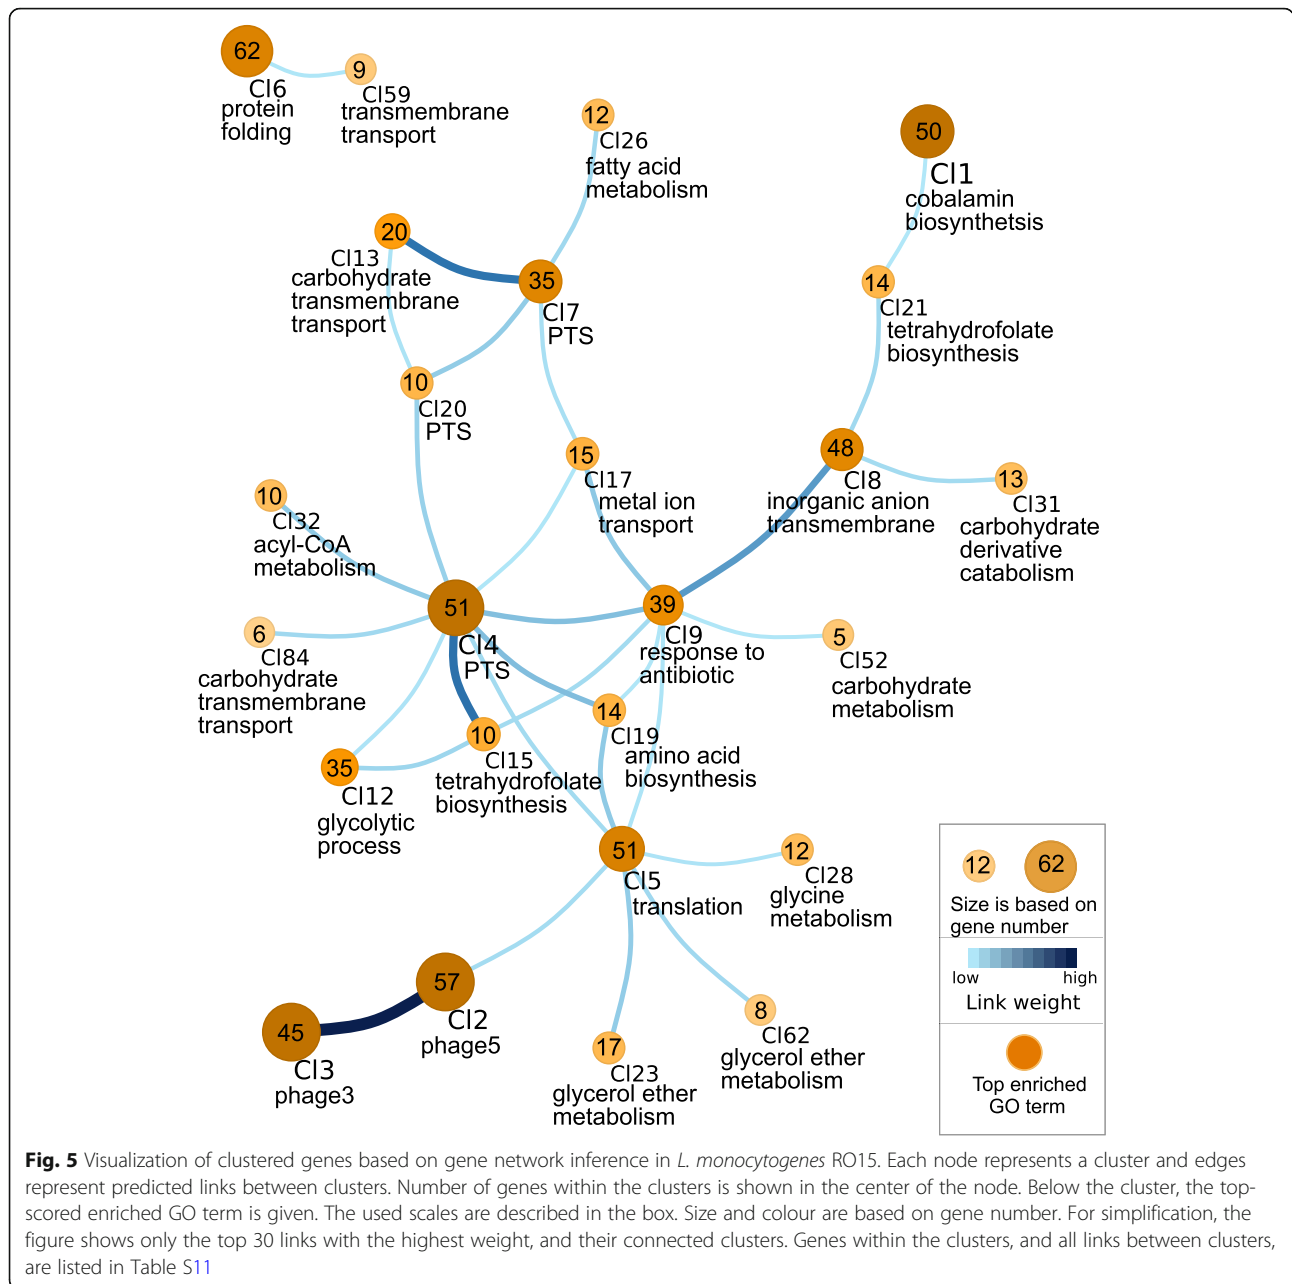 62
9
Cl6
protein
folding
Cl59
transmembrane
transport
12
Cl26
fatty acid
metabolism
50
Cl1
cobalamin
biosynthetsis
20
Cl13
carbohydrate
transmembrane
transport
35
Cl7
PTS
14
Cl21
tetrahydrofolate
biosynthesis
10
Cl20
PTS
15
Cl17
metal ion
transport
48
Cl8
inorganic anion
transmembrane
13
Cl31
carbohydrate
derivative
catabolism
10
Cl32
acyl-CoA
metabolism
51
Cl4
PTS
39
Cl9
response to
antibiotic
6
Cl84
carbohydrate
transmembrane
transport
5
Cl52
carbohydrate
metabolism
14
Cl19
amino acid
biosynthesis
10
Cl15
tetrahydrofolate
biosynthesis
35
Cl12
glycolytic
process
51
Cl5
translation
12
Cl28
glycine
metabolism
57
Cl2
phage5
45
Cl3
phage3
17
Cl23
glycerol ether
metabolism
8
Cl62
glycerol ether
metabolism
12 62
Size is based on
gene number
low high
Link weight
Top enriched
GO term
Fig. 5 Visualization of clustered genes based on gene network inference in L. monocytogenes RO15. Each node represents a cluster and edges
represent predicted links between clusters. Number of genes within the clusters is shown in the center of the node. Below the cluster, the top-
scored enriched GO term is given. The used scales are described in the box. Size and colour are based on gene number. For simplification, the
figure shows only the top 30 links with the highest weight, and their connected clusters. Genes within the clusters, and all links between clusters,
are listed in Table S11